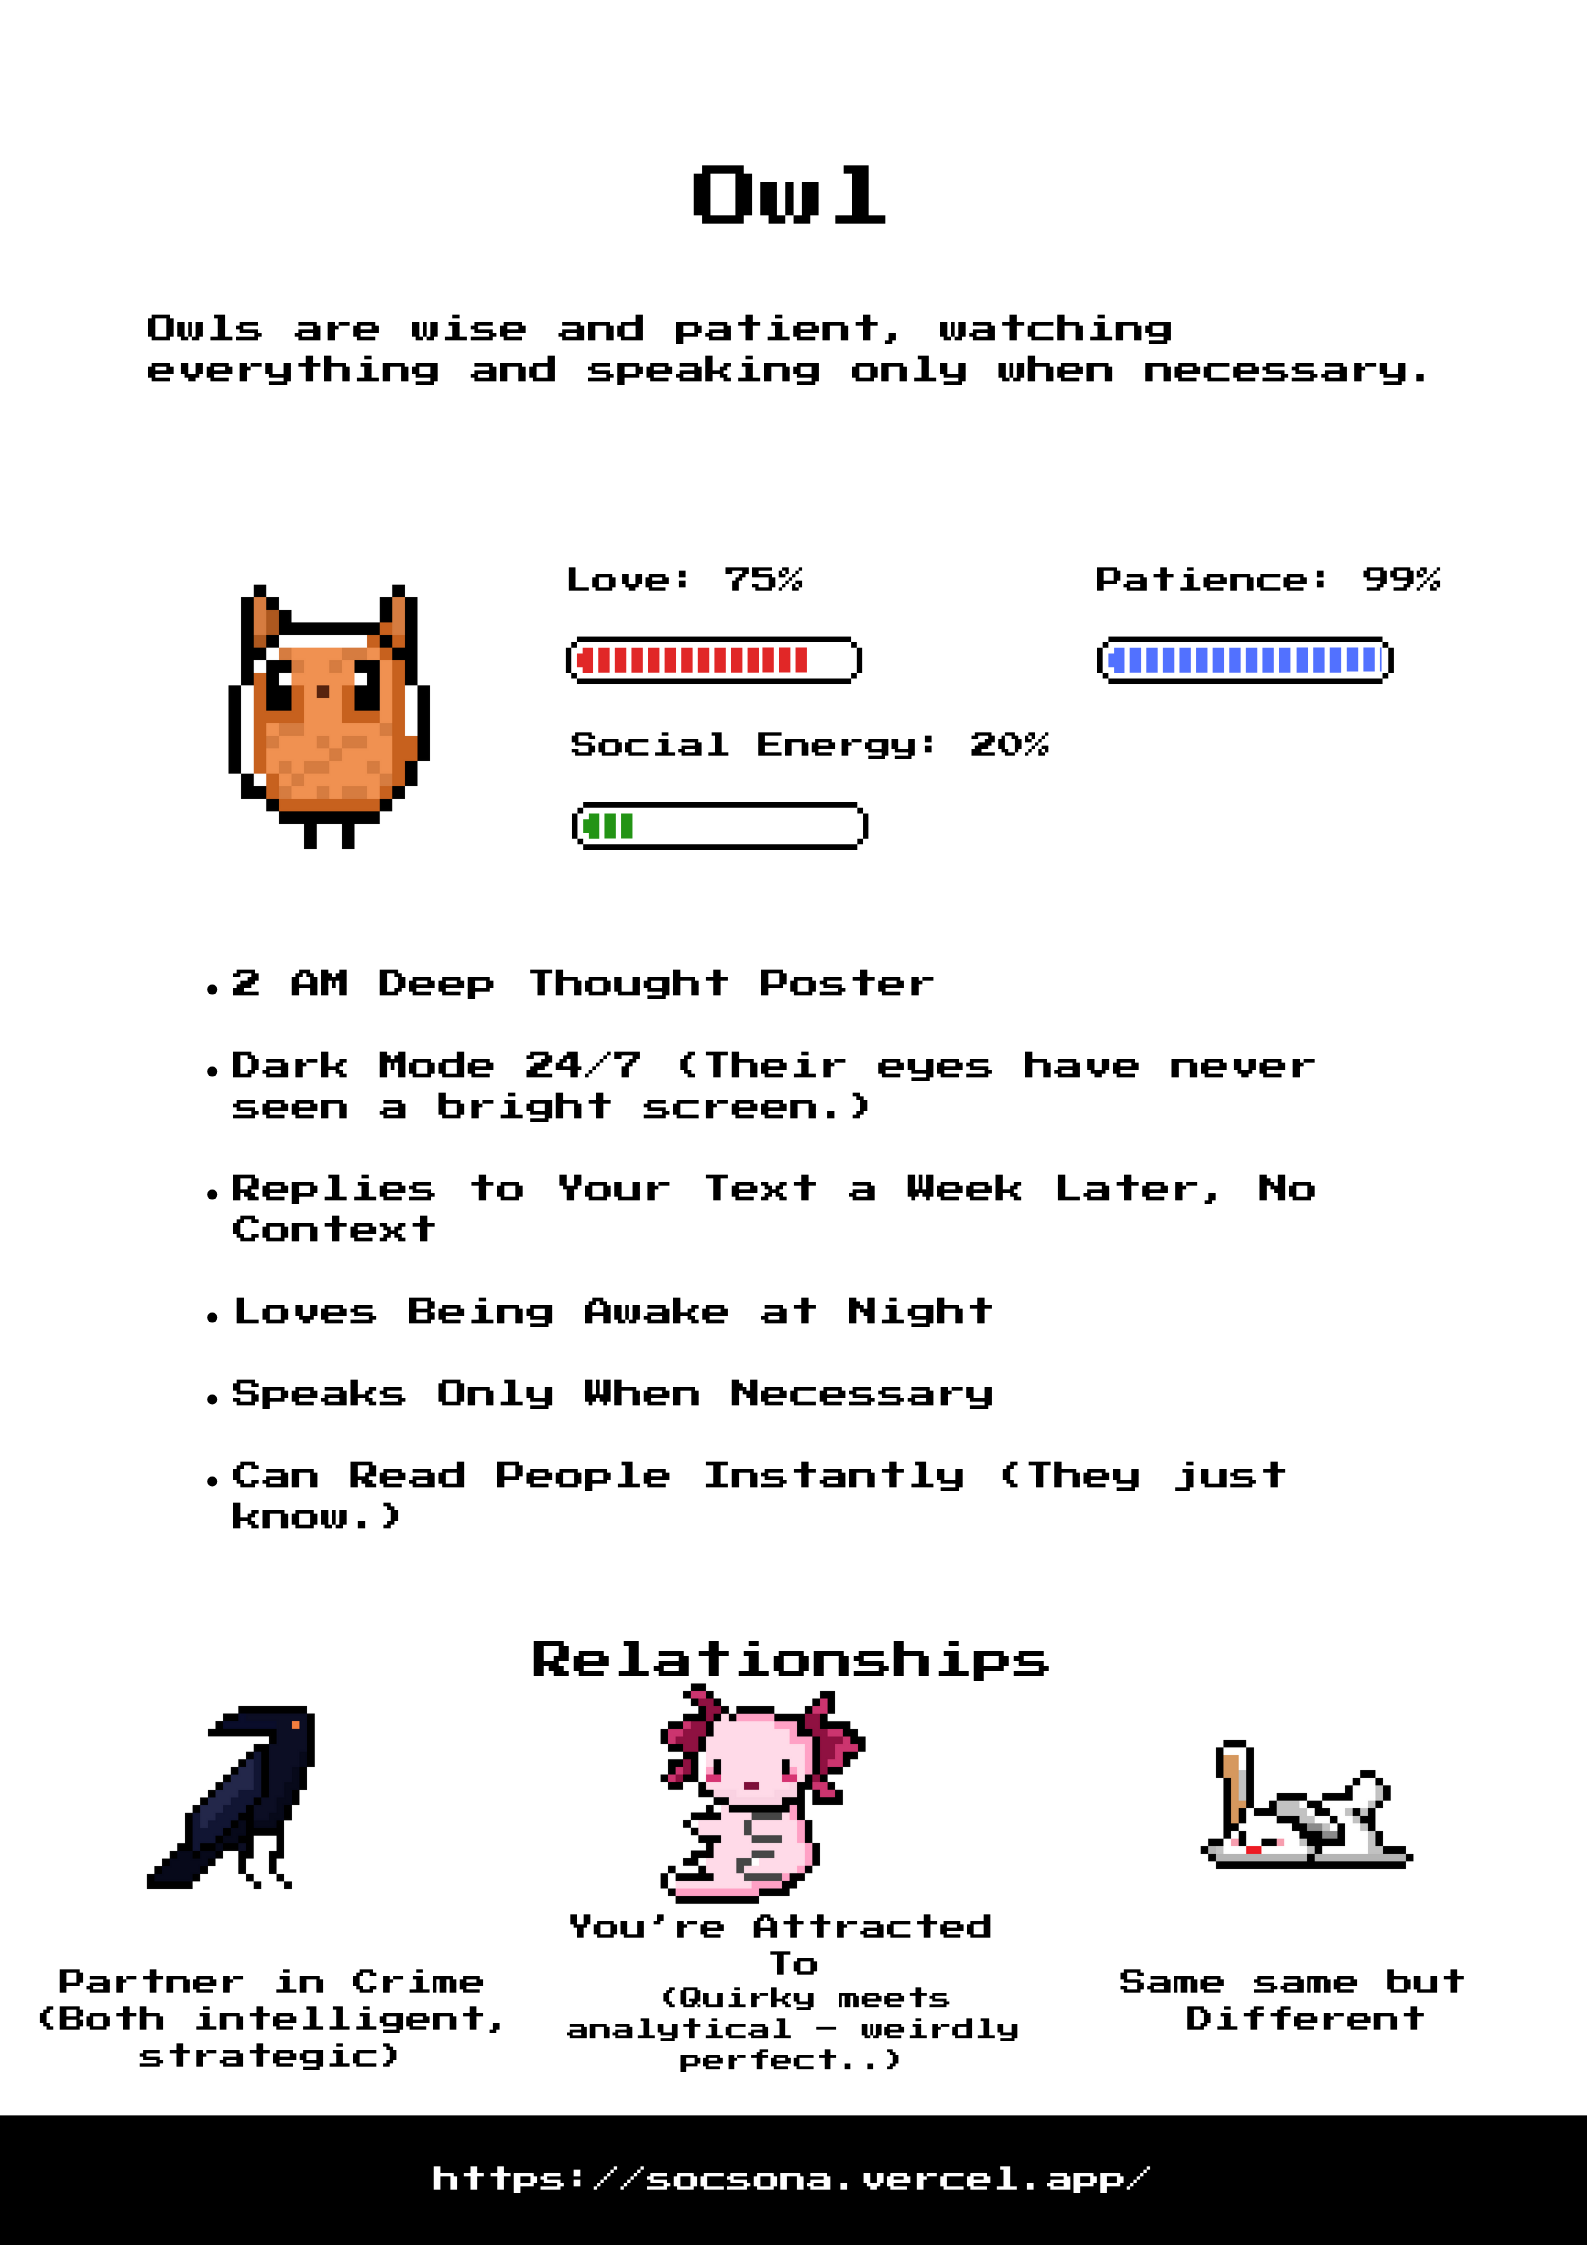 Owl
Owls are wise and patient, watching
everything and speaking only when necessary.
Love: 75%
Patience: 99%
Social Energy: 20%
• 2 AM Deep Thought Poster
• Dark Mode 24/7 (Their eyes have never
seen a bright screen.)
• Replies to Your Text a Week Later, No
Context
• Loves Being Awake at Night
• Speaks Only When Necessary
• Can Read People Instantly (They just
know.)
Relationships
Partner in Crime
(Both intelligent,
strategic)
You're Attracted
To
(Quirky meets
analytical – weirdly
perfect..)
Same same but
Different
https://socsona.vercel.app/